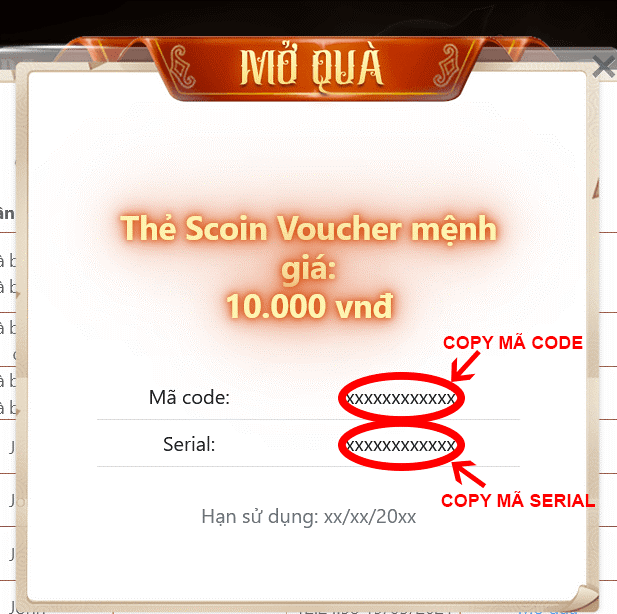 MỞ QUÀ
Thẻ Scoin Voucher mệnh
giá:
10.000 vnđ
COPY MÃ CODE
Mã code: xxxxxxxxxxxx
Serial: xxxxxxxxxxxx
COPY MÃ SERIAL
Hạn sử dụng: xx/xx/20xx